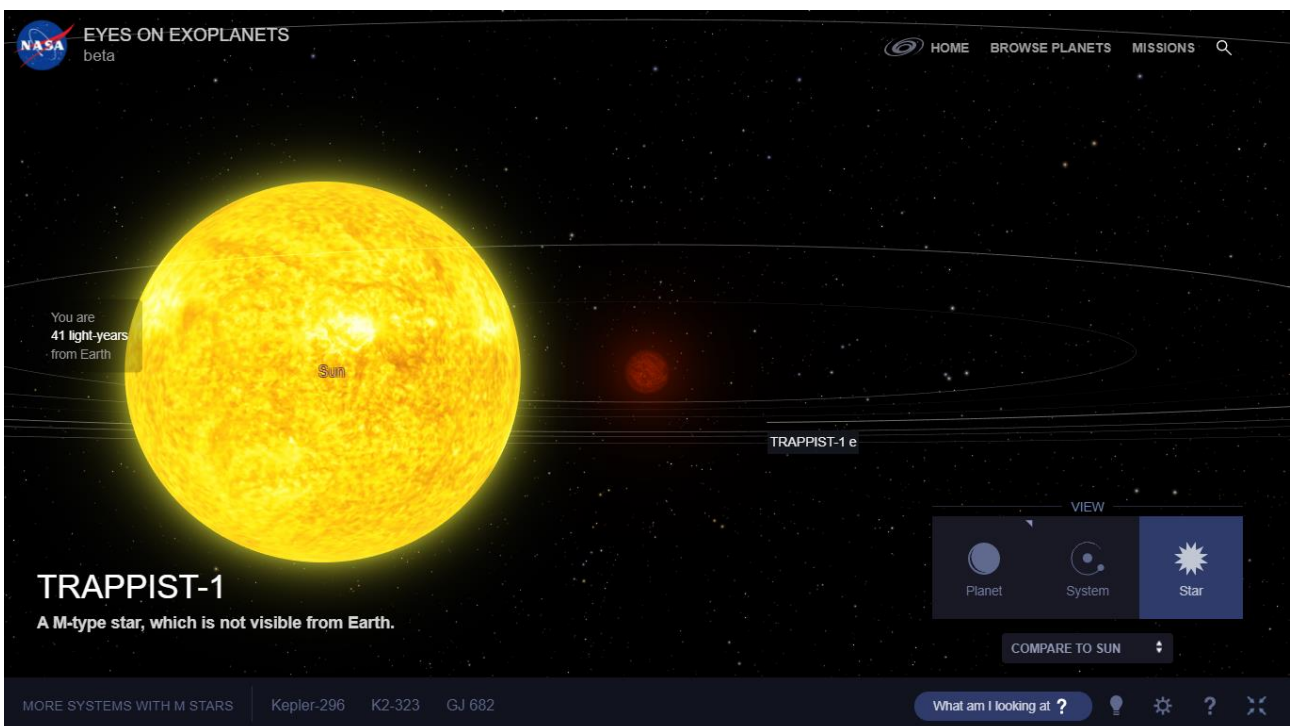 NASA
EYES ON EXOPLANETS
beta
HOME BROWSE PLANETS MISSIONS
You are
41 light-years
from Earth
Sun
TRAPPIST-1 e
VIEW
Planet System Star
COMPARE TO SUN
TRAPPIST-1
A M-type star, which is not visible from Earth.
MORE SYSTEMS WITH M STARS Kepler-296 K2-323 GJ 682 What am I looking at ? ?